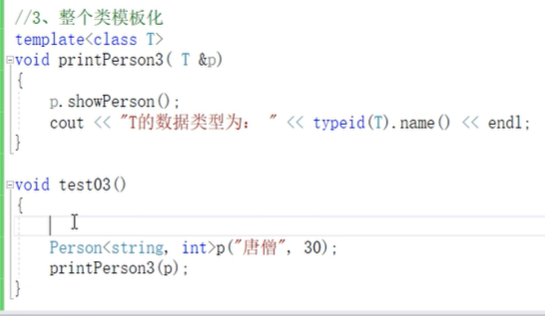 //3、整个类模板化
template<class T>
void printPerson3( T &p)
{
p.showPerson();
cout << "T的数据类型为： " << typeid(T).name() << endl;
}
void test03()
{
Person<string, int>p("唐僧", 30);
printPerson3(p);
}